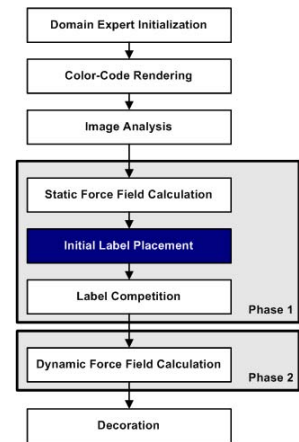 Domain Expert Initialization
Color-Code Rendering
Image Analysis
Static Force Field Calculation
Initial Label Placement
Label Competition
Phase 1
Dynamic Force Field Calculation
Phase 2
Decoration